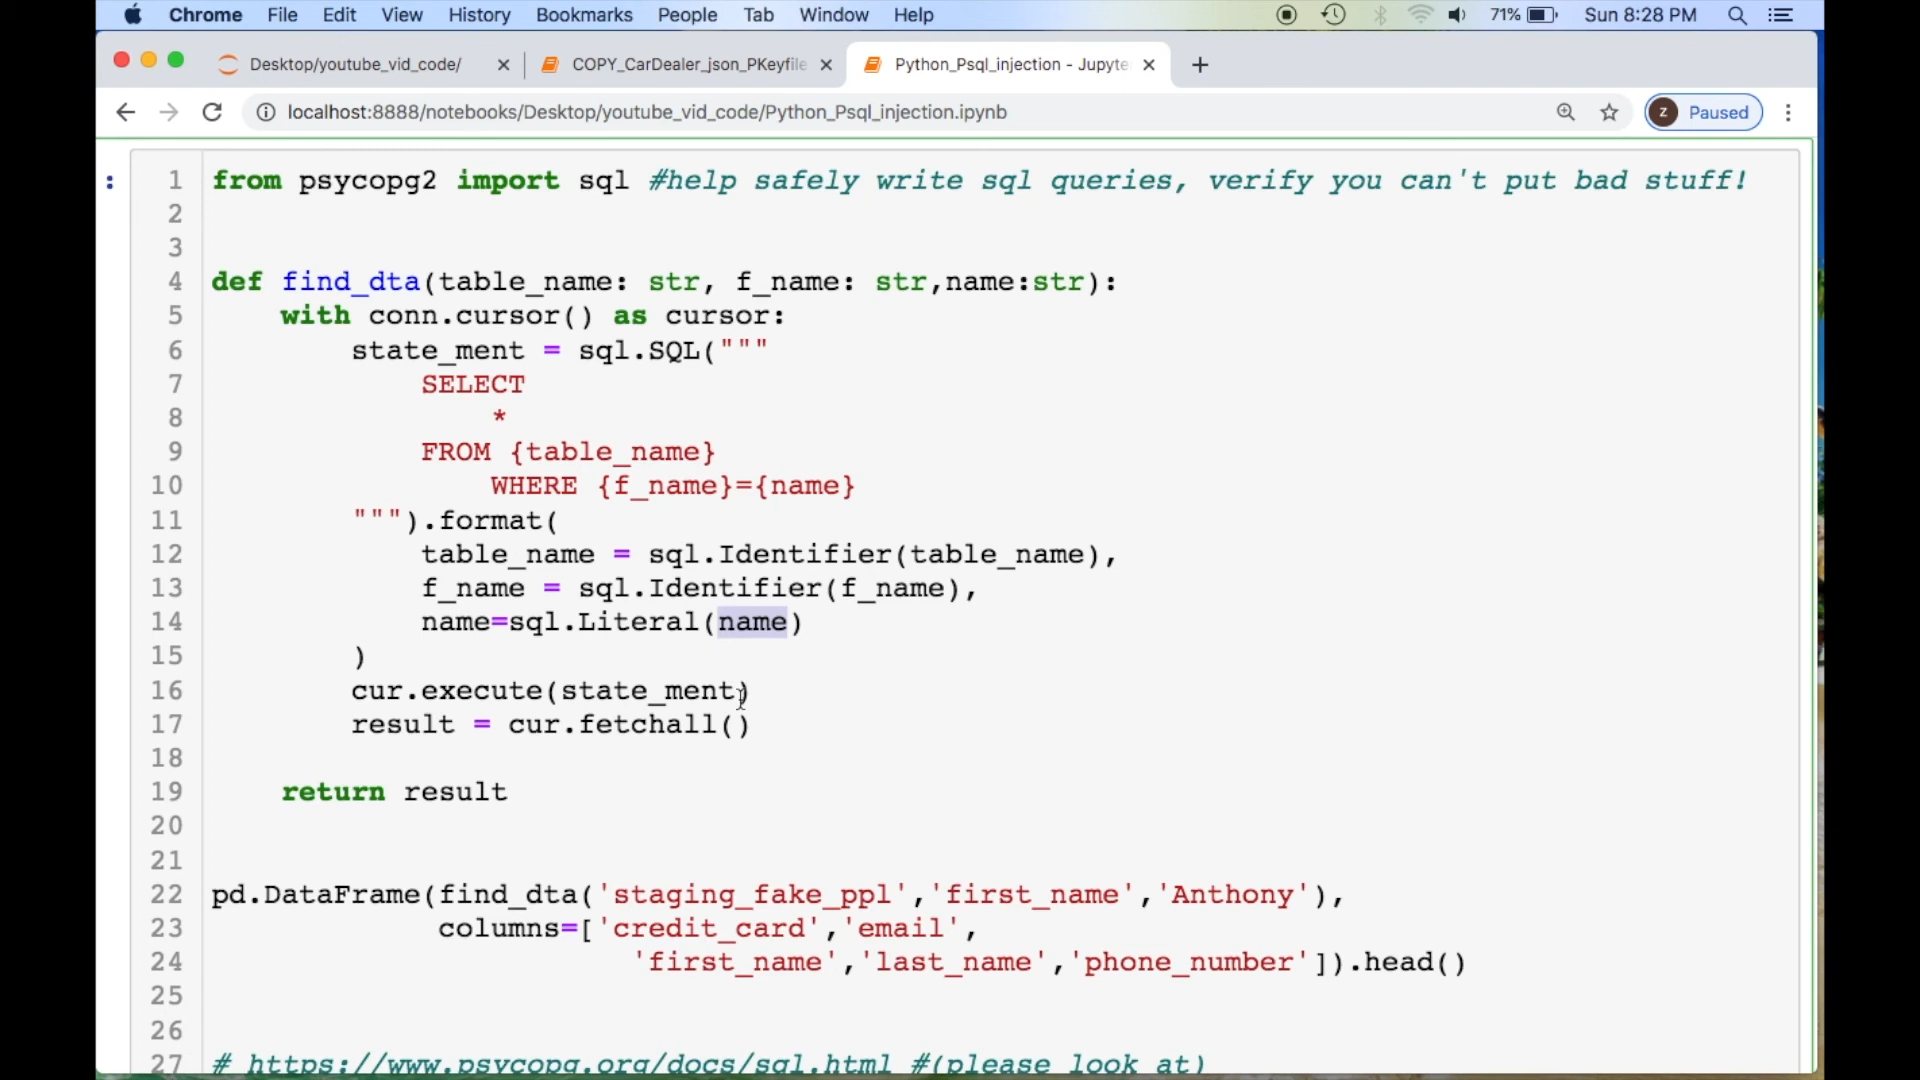 Chrome File Edit View History Bookmarks People Tab Window Help 71% Sun 8:28 PM
Desktop/youtube_vid_code/ COPY_CarDealer_json_PKeyfile Python_Psql_injection - Jupyte
localhost:8888/notebooks/Desktop/youtube_vid_code/Python_Psql_injection.ipynb z Paused
: 1 from psycopg2 import sql #help safely write sql queries, verify you can't put bad stuff!
2
3
4 def find_dta(table_name: str, f_name: str,name:str):
5 with conn.cursor() as cursor:
6 state_ment = sql.SQL("""
7 SELECT
8 *
9 FROM {table_name}
10 WHERE {f_name}={name}
11 """).format(
12 table_name = sql.Identifier(table_name),
13 f_name = sql.Identifier(f_name),
14 name=sql.Literal(name)
15 )
16 cur.execute(state_ment)
17 result = cur.fetchall()
18
19 return result
20
21
22 pd.DataFrame(find_dta('staging_fake_ppl','first_name','Anthony'),
23 columns=['credit_card','email',
24 'first_name','last_name','phone_number']).head()
25
26
27 # https://www.psycopg.org/docs/sql.html #(please look at)